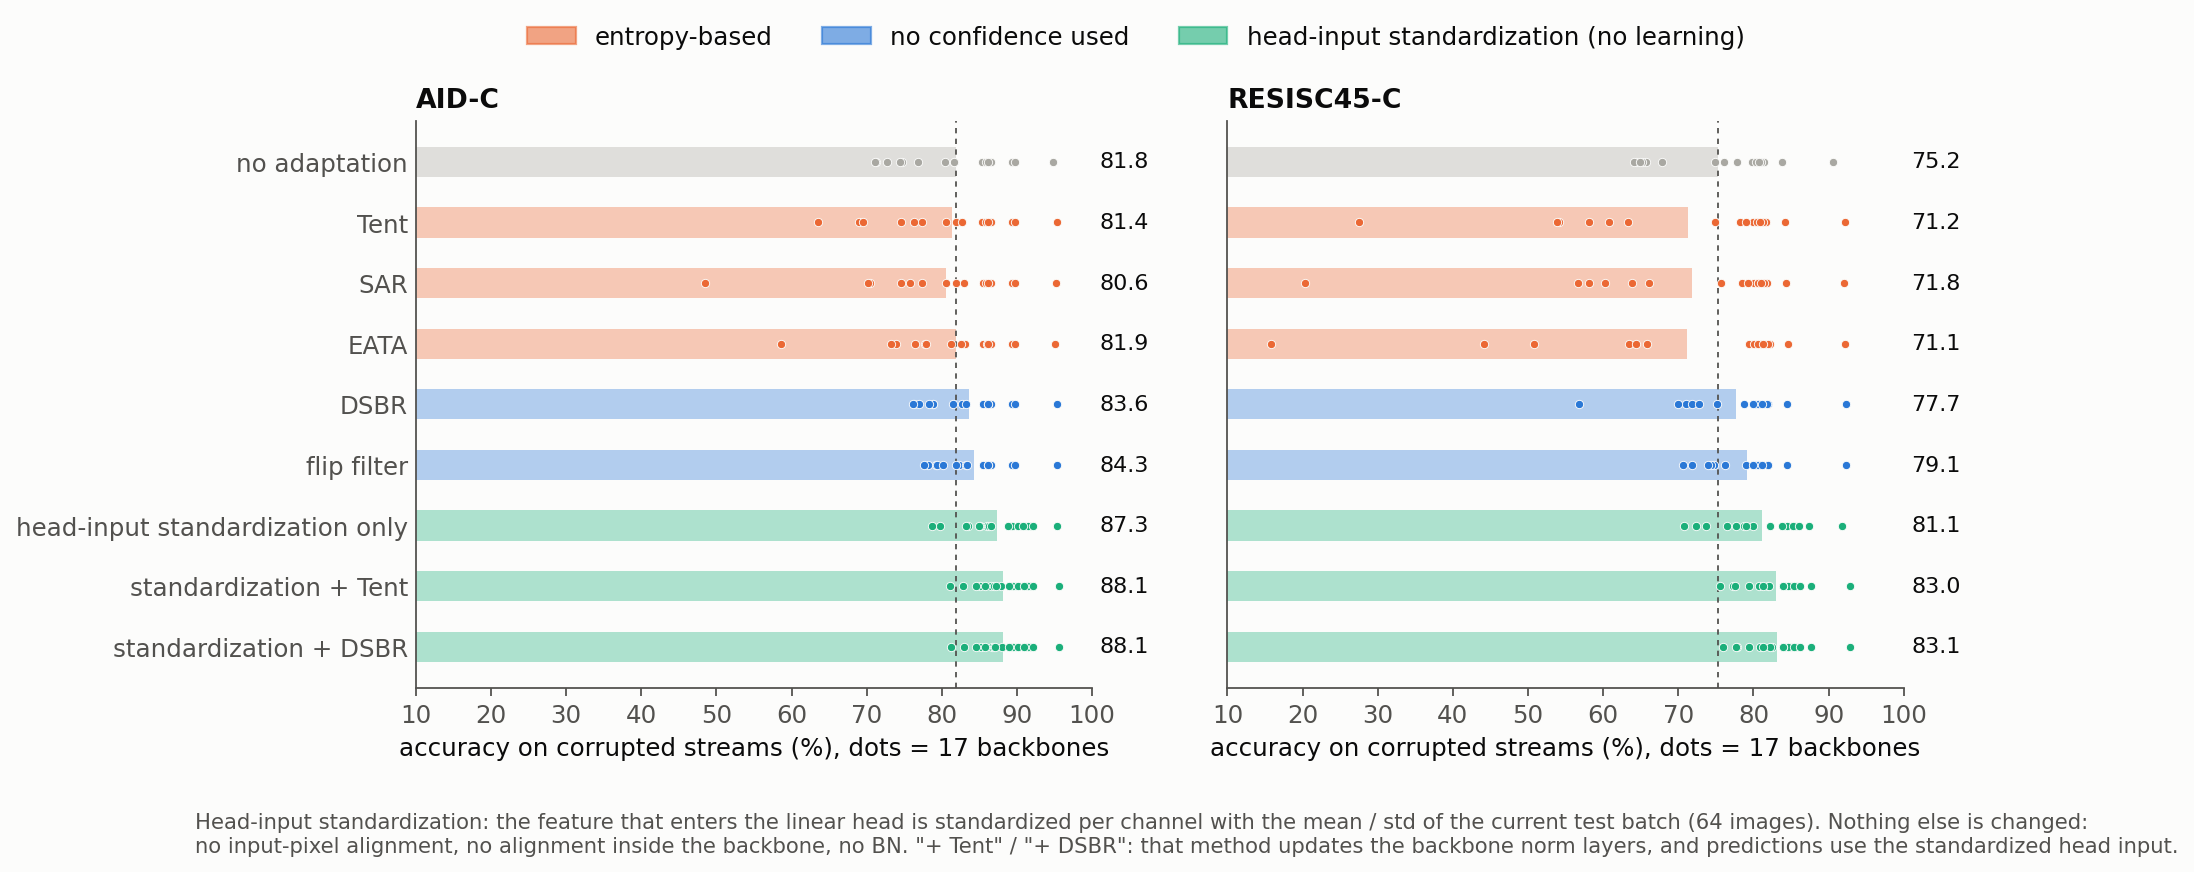 entropy-based
no confidence used
head-input standardization (no learning)
AID-C
RESISC45-C
no adaptation
81.8
75.2
Tent
81.4
71.2
SAR
80.6
71.8
EATA
81.9
71.1
DSBR
83.6
77.7
flip filter
84.3
79.1
head-input standardization only
87.3
81.1
standardization + Tent
88.1
83.0
standardization + DSBR
88.1
83.1
10 20 30 40 50 60 70 80 90 100
10 20 30 40 50 60 70 80 90 100
accuracy on corrupted streams (%), dots = 17 backbones
accuracy on corrupted streams (%), dots = 17 backbones
Head-input standardization: the feature that enters the linear head is standardized per channel with the mean / std of the current test batch (64 images). Nothing else is changed:
no input-pixel alignment, no alignment inside the backbone, no BN. "+ Tent" / "+ DSBR": that method updates the backbone norm layers, and predictions use the standardized head input.